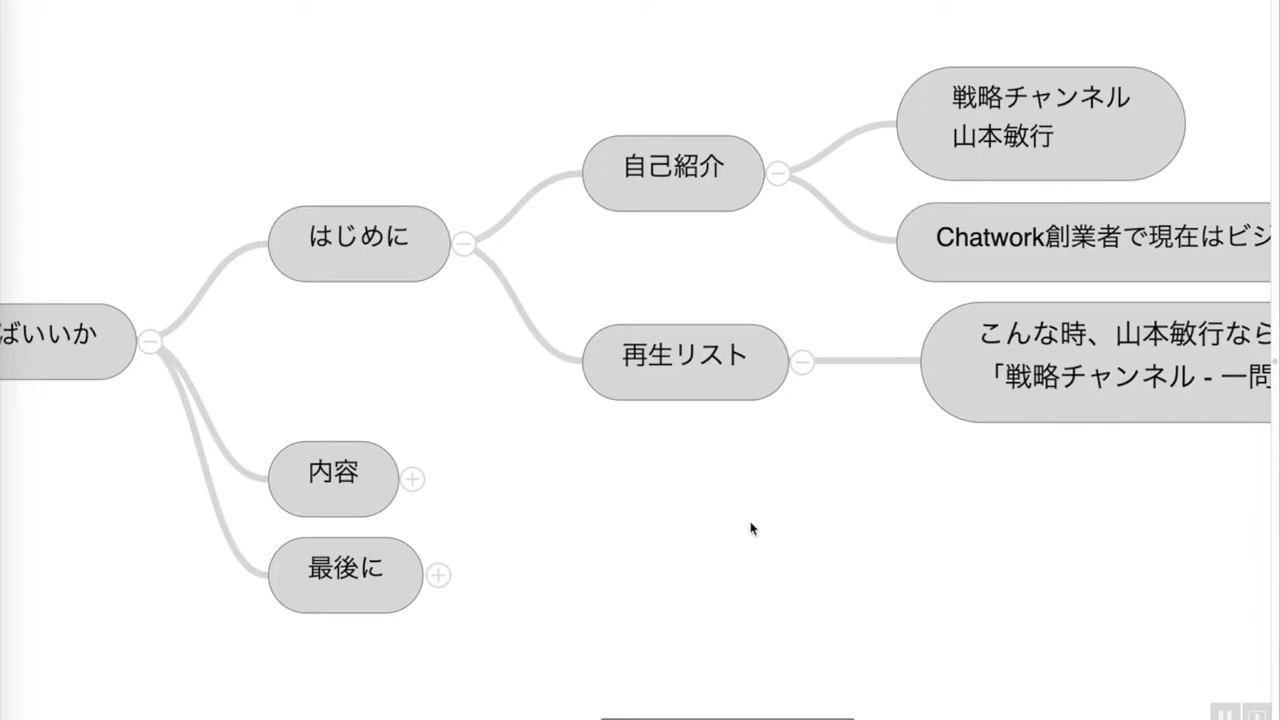 ばいいか
はじめに
自己紹介
戦略チャンネル
山本敏行
Chatwork創業者で現在はビジ
再生リスト
こんな時、山本敏行なら
「戦略チャンネル - 一問
内容
最後に